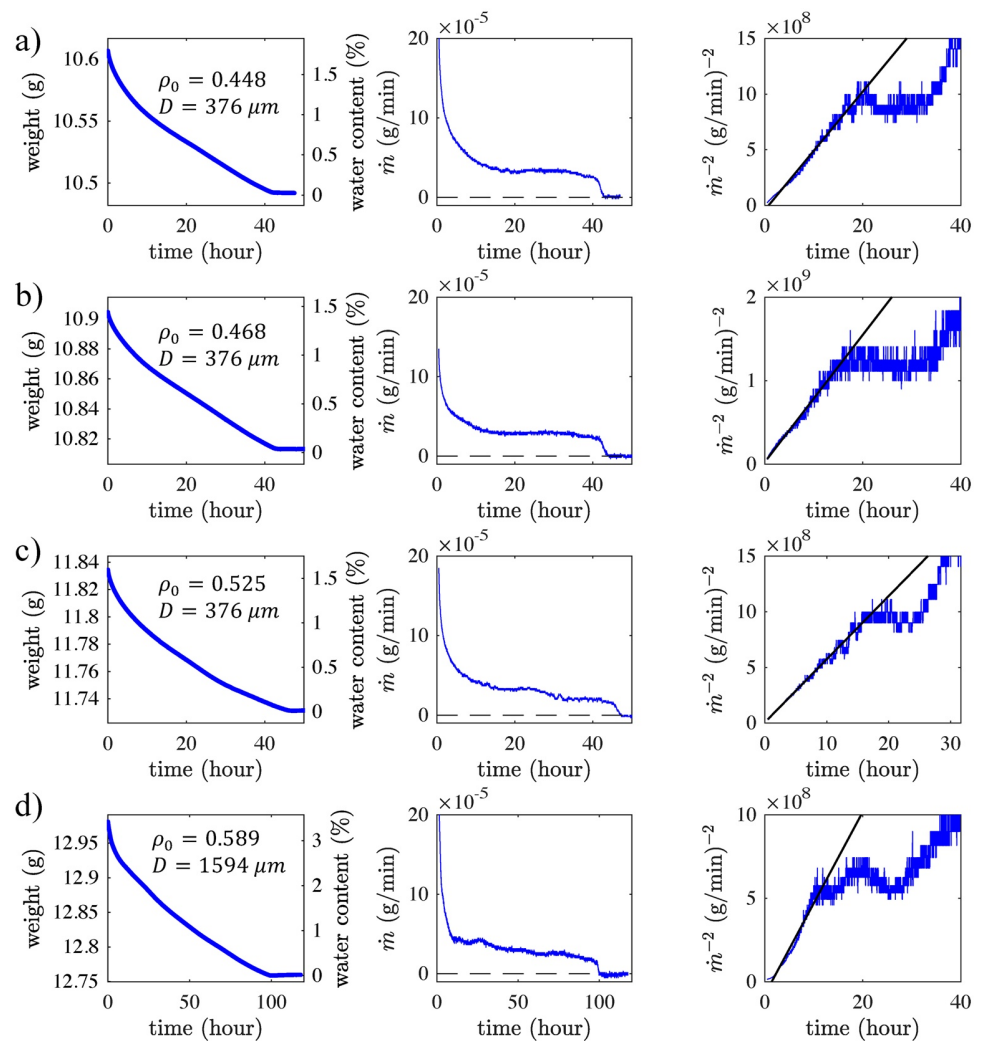 a)
weight (g)
10.6
10.55
10.5
0
20
40
time (hour)
ρ₀ = 0.448
D = 376 μm
1.5
1
0.5
0
water content (%)
×10⁻⁵
20
10
0
ṁ (g/min)
0
20
40
time (hour)
×10⁸
15
10
5
0
ṁ⁻² (g/min)⁻²
0
20
40
time (hour)
b)
weight (g)
10.9
10.88
10.86
10.84
10.82
0
20
40
time (hour)
ρ₀ = 0.468
D = 376 μm
1.5
1
0.5
0
water content (%)
×10⁻⁵
20
10
0
ṁ (g/min)
0
20
40
time (hour)
×10⁹
2
1
0
ṁ⁻² (g/min)⁻²
0
20
40
time (hour)
c)
weight (g)
11.84
11.82
11.8
11.78
11.76
11.74
0
20
40
time (hour)
ρ₀ = 0.525
D = 376 μm
1.5
1
0.5
0
water content (%)
×10⁻⁵
20
10
0
ṁ (g/min)
0
20
40
time (hour)
×10⁸
15
10
5
0
ṁ⁻² (g/min)⁻²
0
10
20
30
time (hour)
d)
weight (g)
12.95
12.9
12.85
12.8
12.75
0
50
100
time (hour)
ρ₀ = 0.589
D = 1594 μm
3
2
1
0
water content (%)
×10⁻⁵
20
10
0
ṁ (g/min)
0
50
100
time (hour)
×10⁸
10
5
0
ṁ⁻² (g/min)⁻²
0
20
40
time (hour)